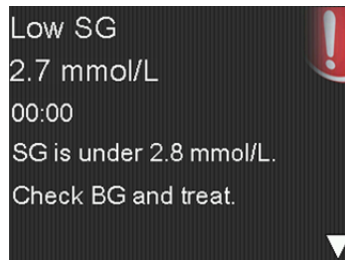 Low SG
2.7 mmol/L
00:00
SG is under 2.8 mmol/L.
Check BG and treat.